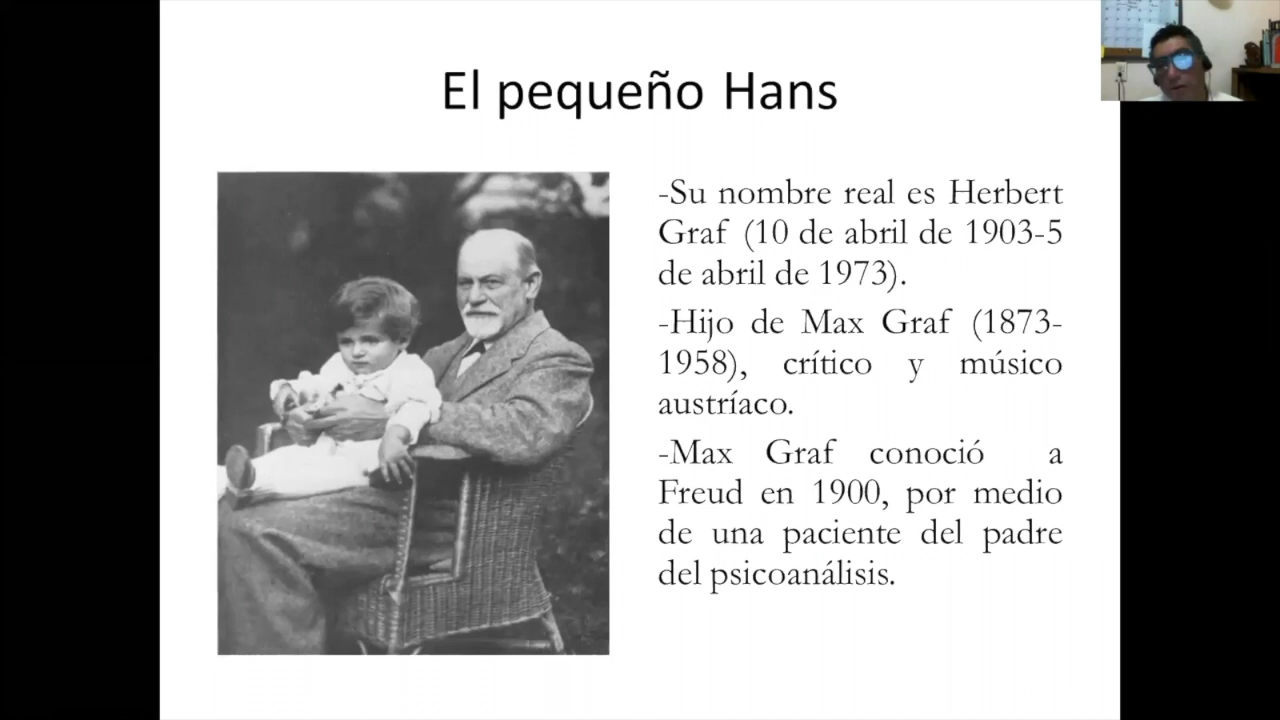 El pequeño Hans
-Su nombre real es Herbert
Graf (10 de abril de 1903-5
de abril de 1973).
-Hijo de Max Graf (1873-
1958), crítico y músico
austríaco.
-Max Graf conoció a
Freud en 1900, por medio
de una paciente del padre
del psicoanálisis.